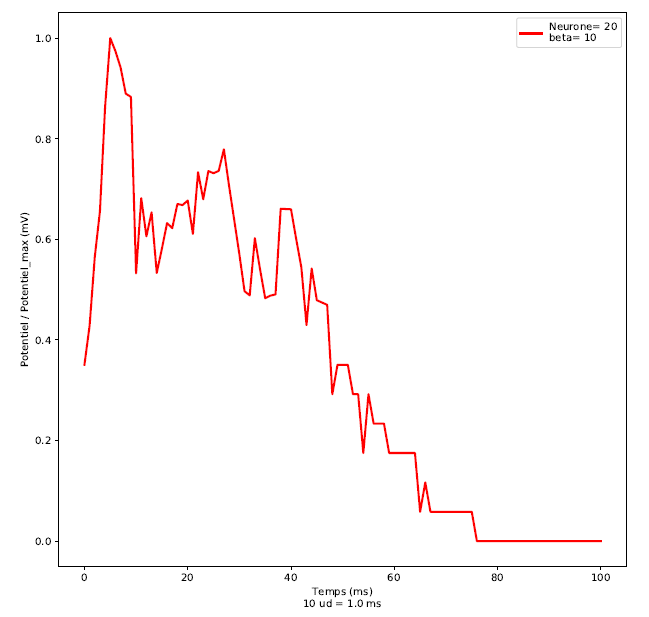 Neurone= 20
beta= 10
1.0
0.8
0.6
0.4
0.2
0.0
Potentiel / Potentiel_max (mV)
0 20 40 60 80 100
Temps (ms)
10 ud = 1.0 ms